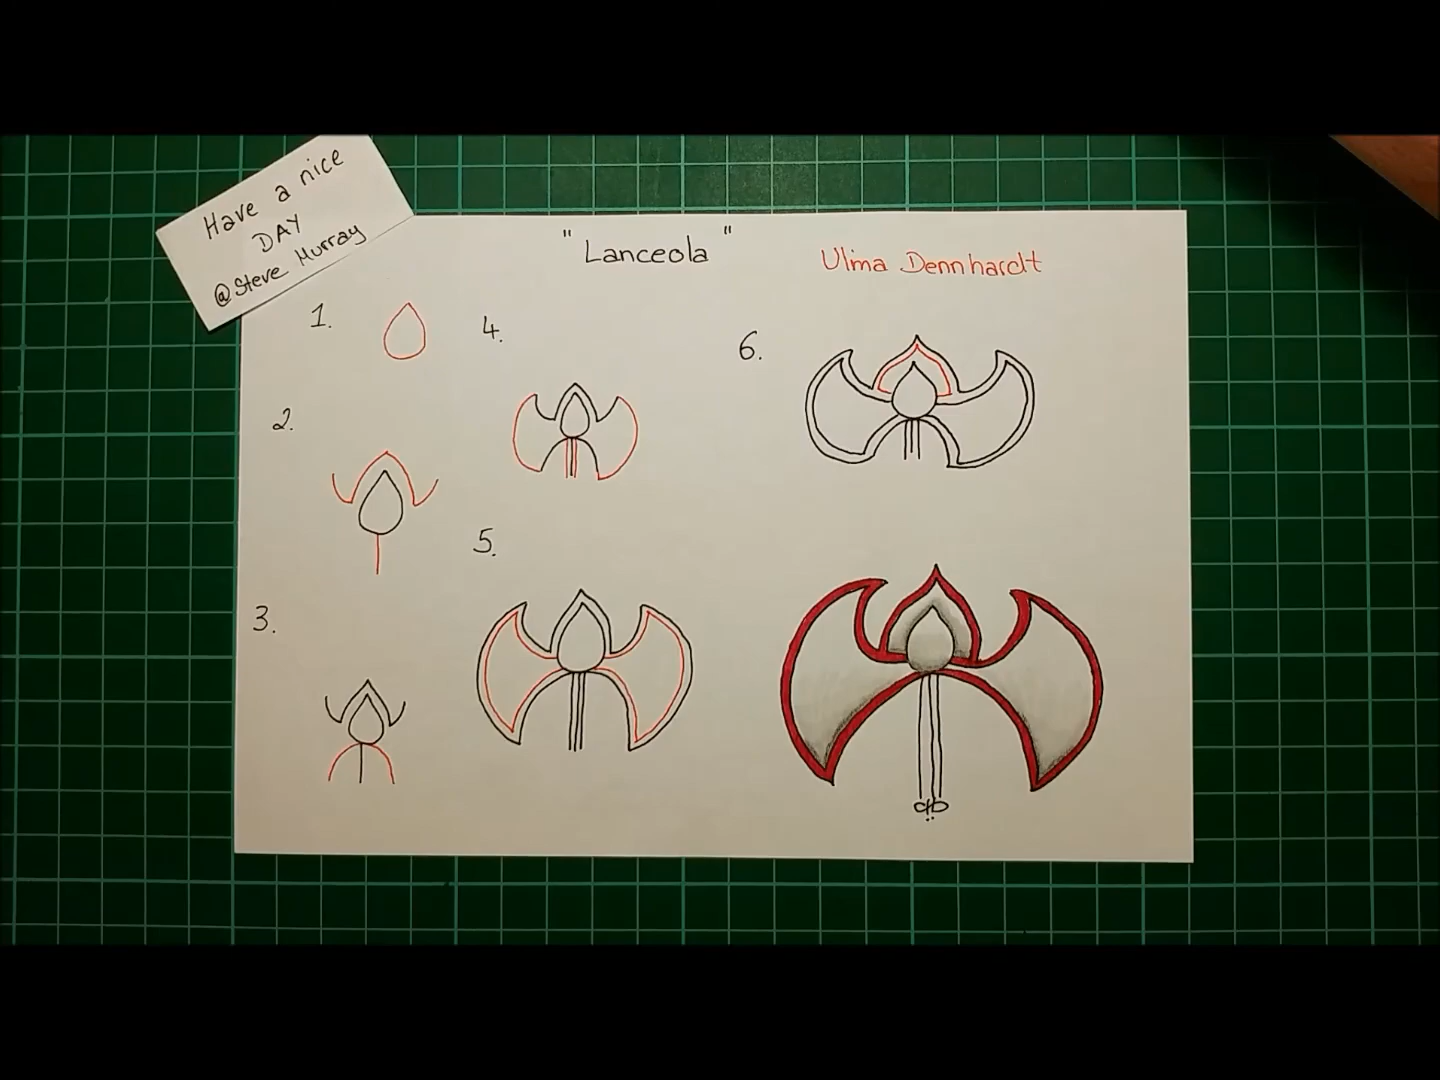 Have a nice
DAY
@Steve Murray
"Lanceola"
Ulma Dennhardt
1.
2.
3.
4.
5.
6.